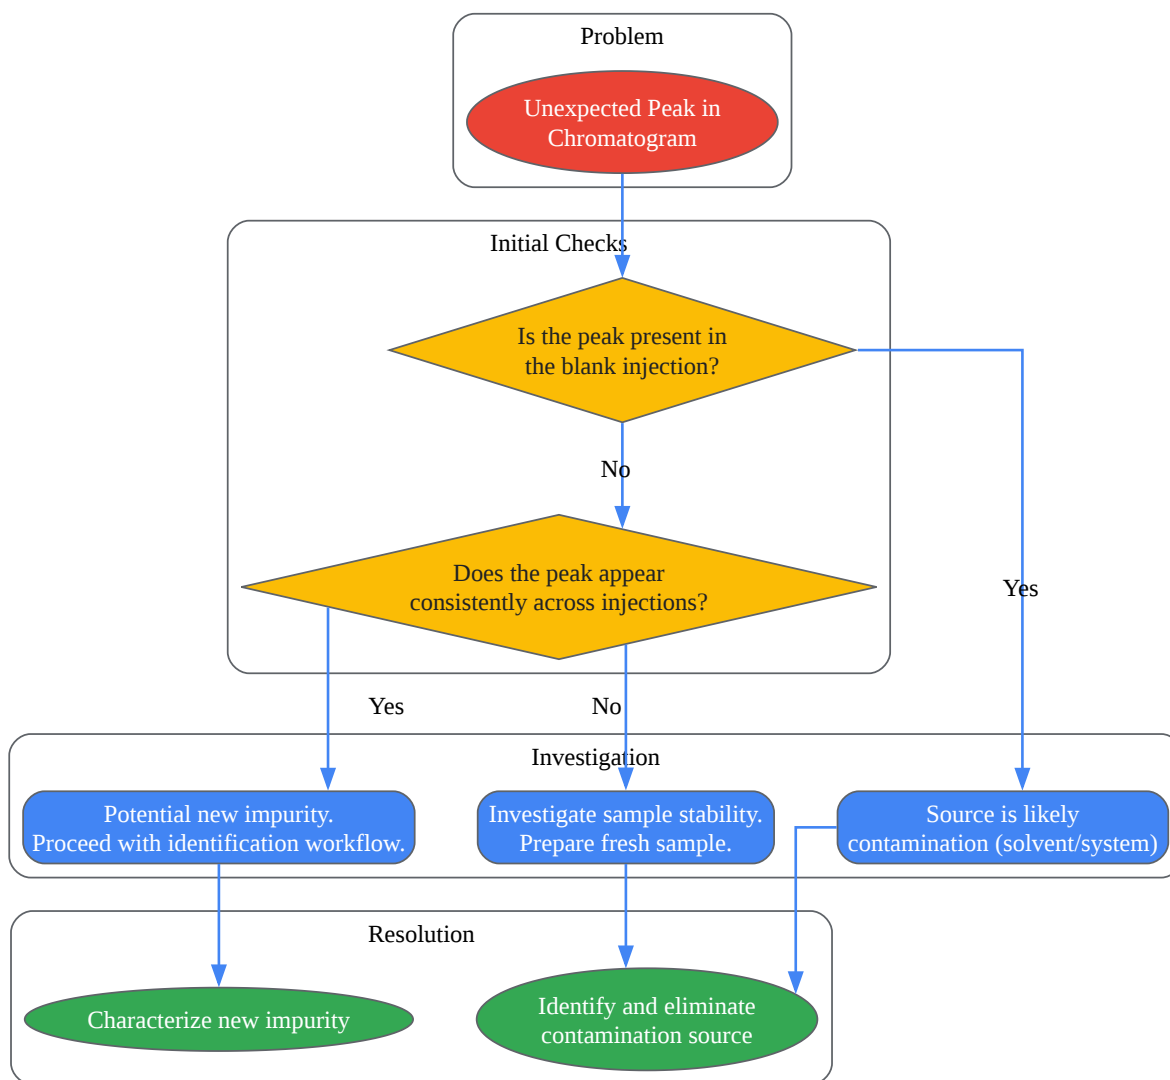 Problem
Unexpected Peak in
Chromatogram
Initial Checks
Is the peak present in
the blank injection?
No
Does the peak appear
consistently across injections?
Yes
Yes
No
Investigation
Potential new impurity.
Proceed with identification workflow.
Investigate sample stability.
Prepare fresh sample.
Source is likely
contamination (solvent/system)
Resolution
Characterize new impurity
Identify and eliminate
contamination source